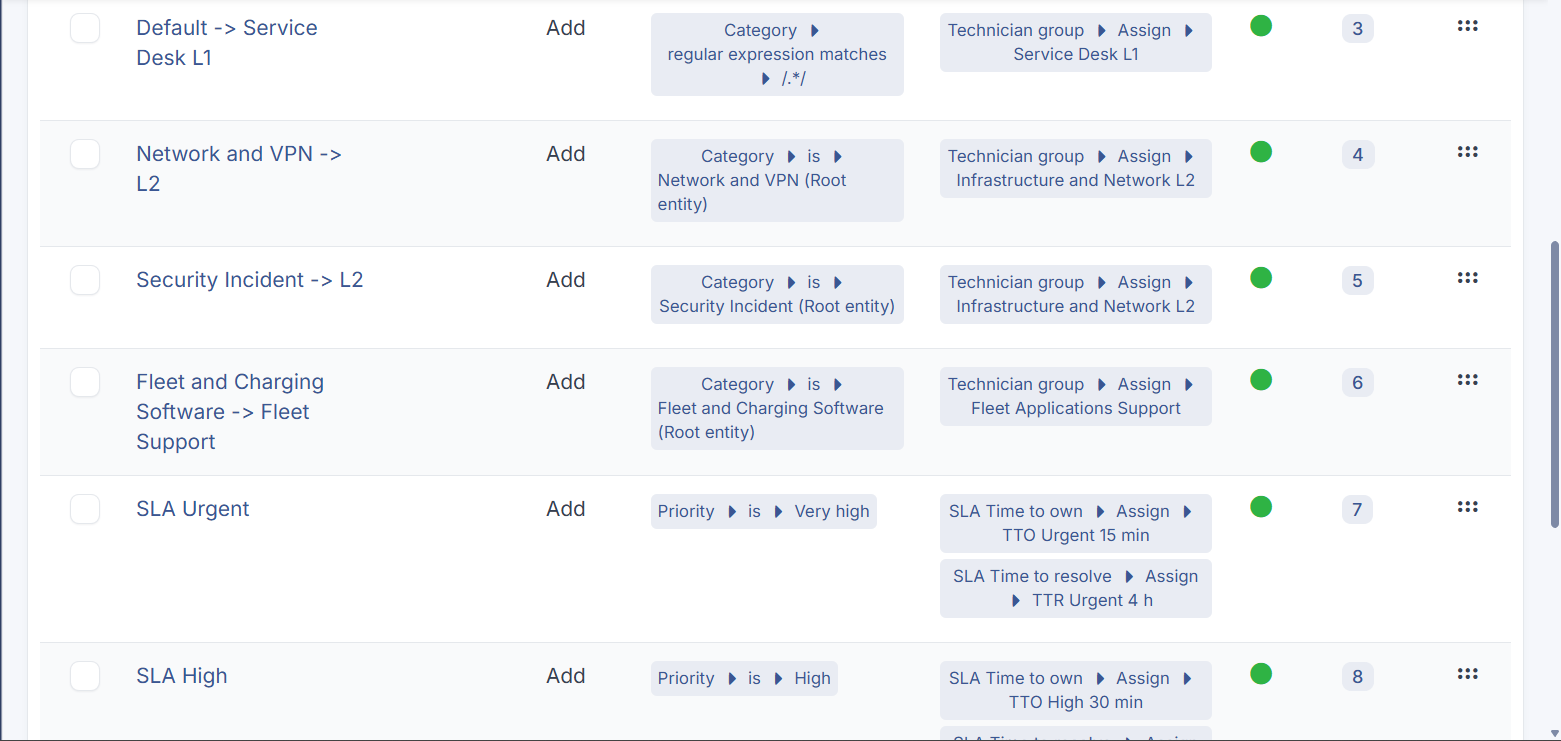 Default -> Service
Desk L1
Add
Category
regular expression matches
/.*/
Technician group Assign
Service Desk L1
3
Network and VPN ->
L2
Add
Category is
Network and VPN (Root
entity)
Technician group Assign
Infrastructure and Network L2
4
Security Incident -> L2
Add
Category is
Security Incident (Root entity)
Technician group Assign
Infrastructure and Network L2
5
Fleet and Charging
Software -> Fleet
Support
Add
Category is
Fleet and Charging Software
(Root entity)
Technician group Assign
Fleet Applications Support
6
SLA Urgent
Add
Priority is Very high
SLA Time to own Assign
TTO Urgent 15 min
SLA Time to resolve Assign
TTR Urgent 4 h
7
SLA High
Add
Priority is High
SLA Time to own Assign
TTO High 30 min
8